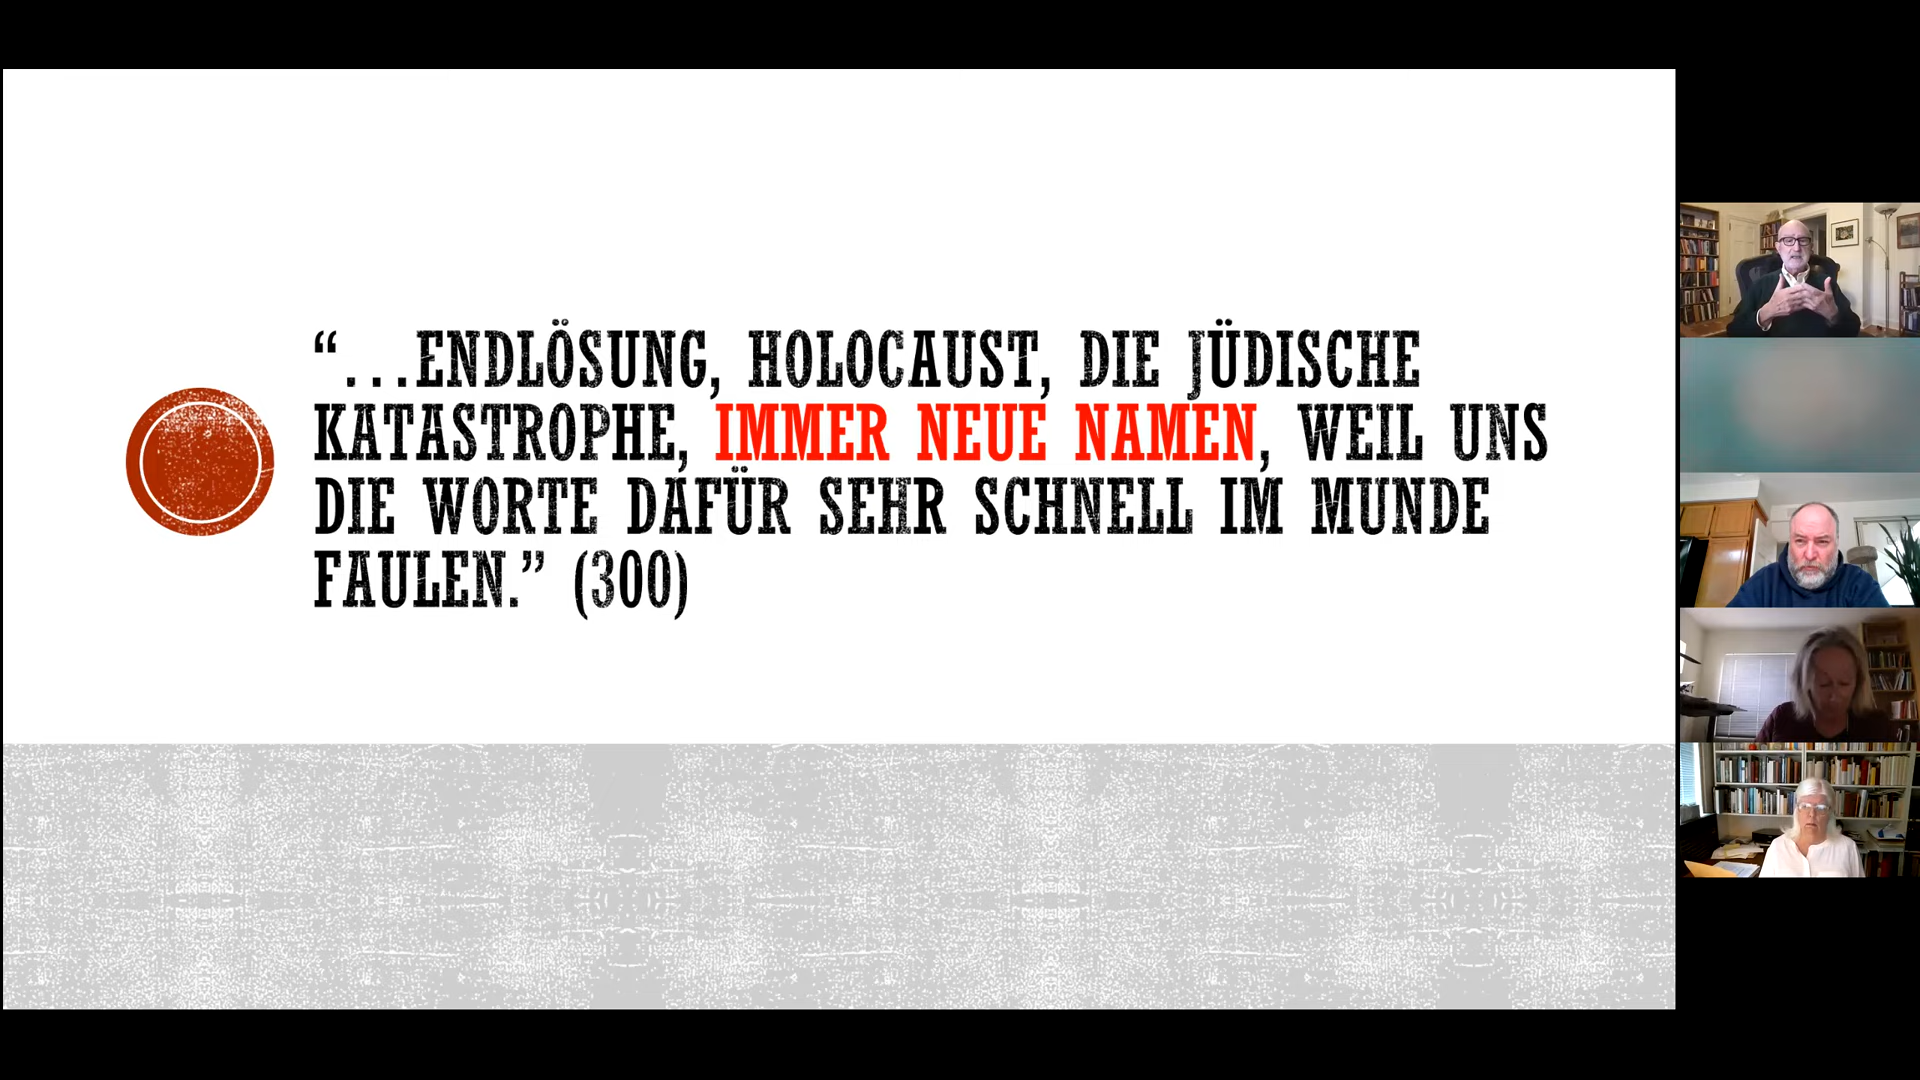 “...ENDLÖSUNG, HOLOCAUST, DIE JÜDISCHE
KATASTROPHE, IMMER NEUE NAMEN, WEIL UNS
DIE WORTE DAFÜR SEHR SCHNELL IM MUNDE
FAULEN.” (300)